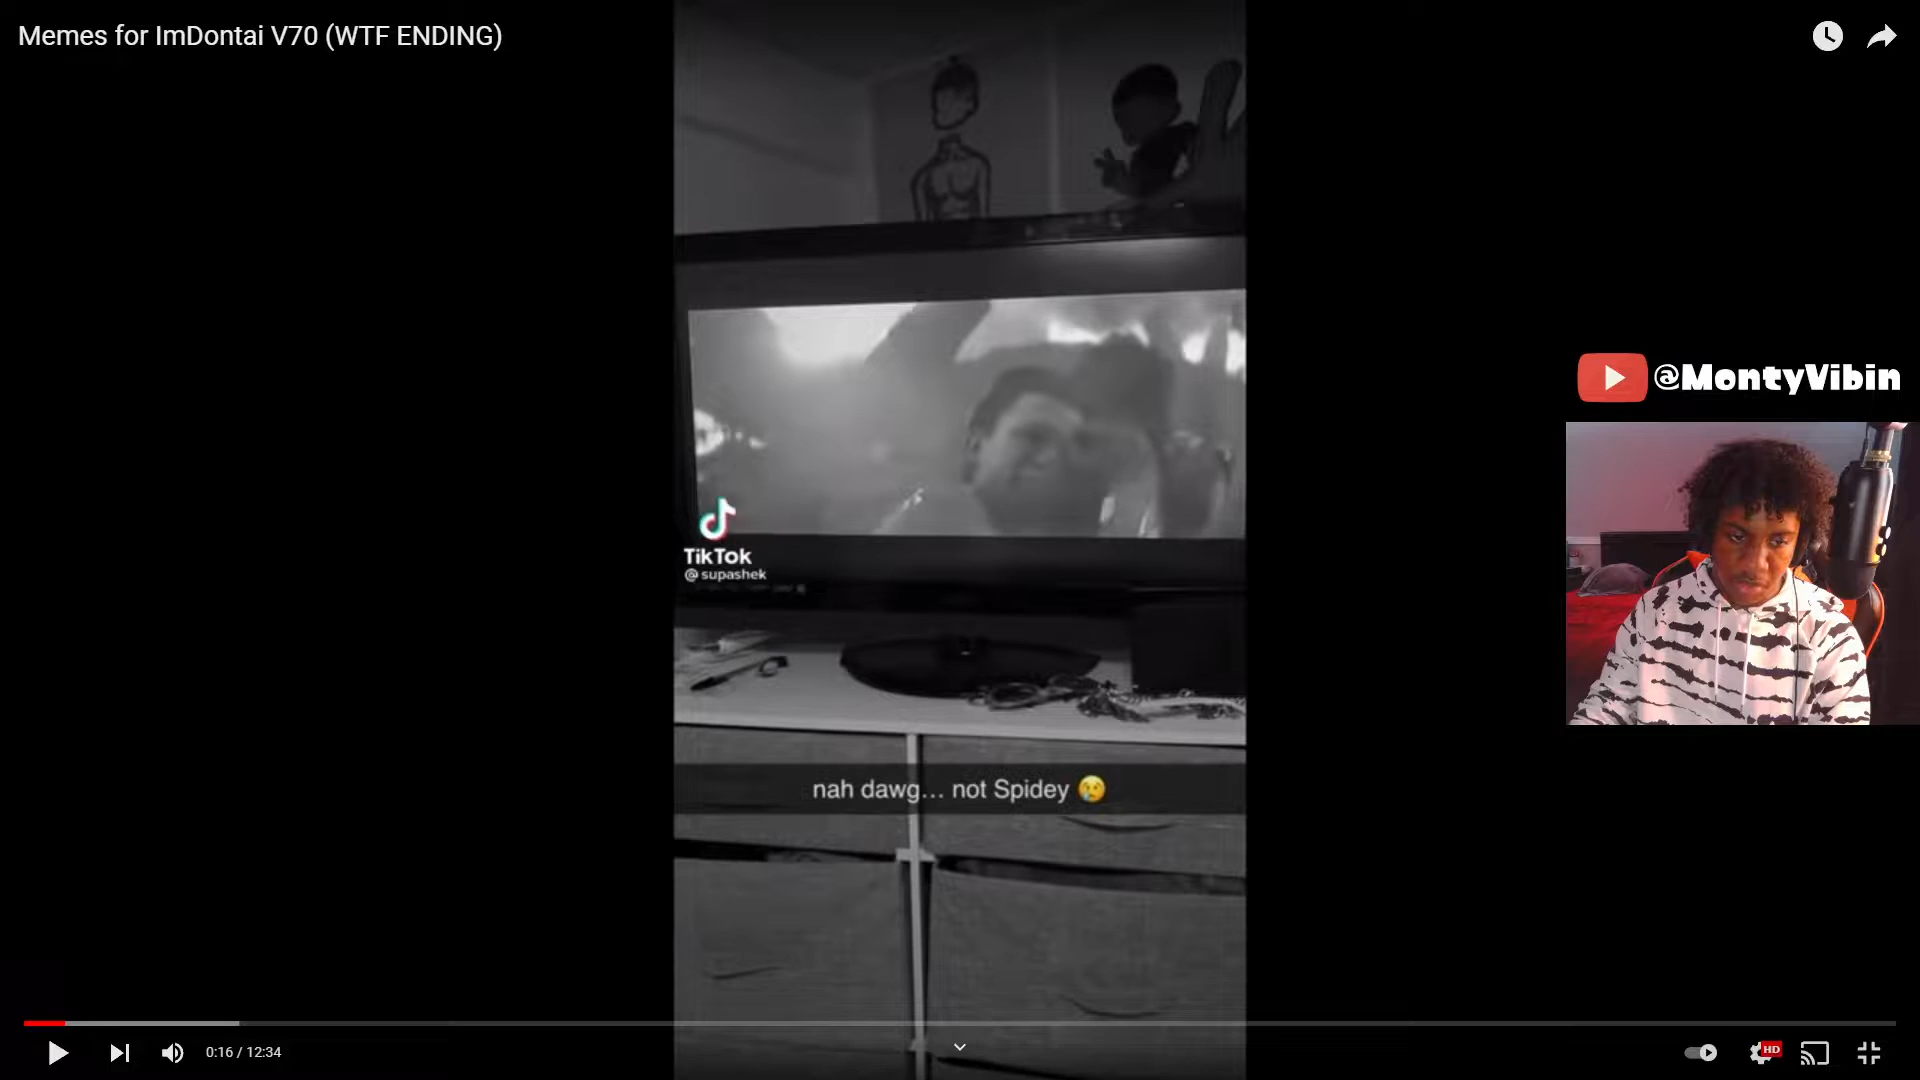 Memes for ImDontai V70 (WTF ENDING)
@MontyVibin
TikTok
@supashek
nah dawg... not Spidey 😢
0:16 / 12:34
HD